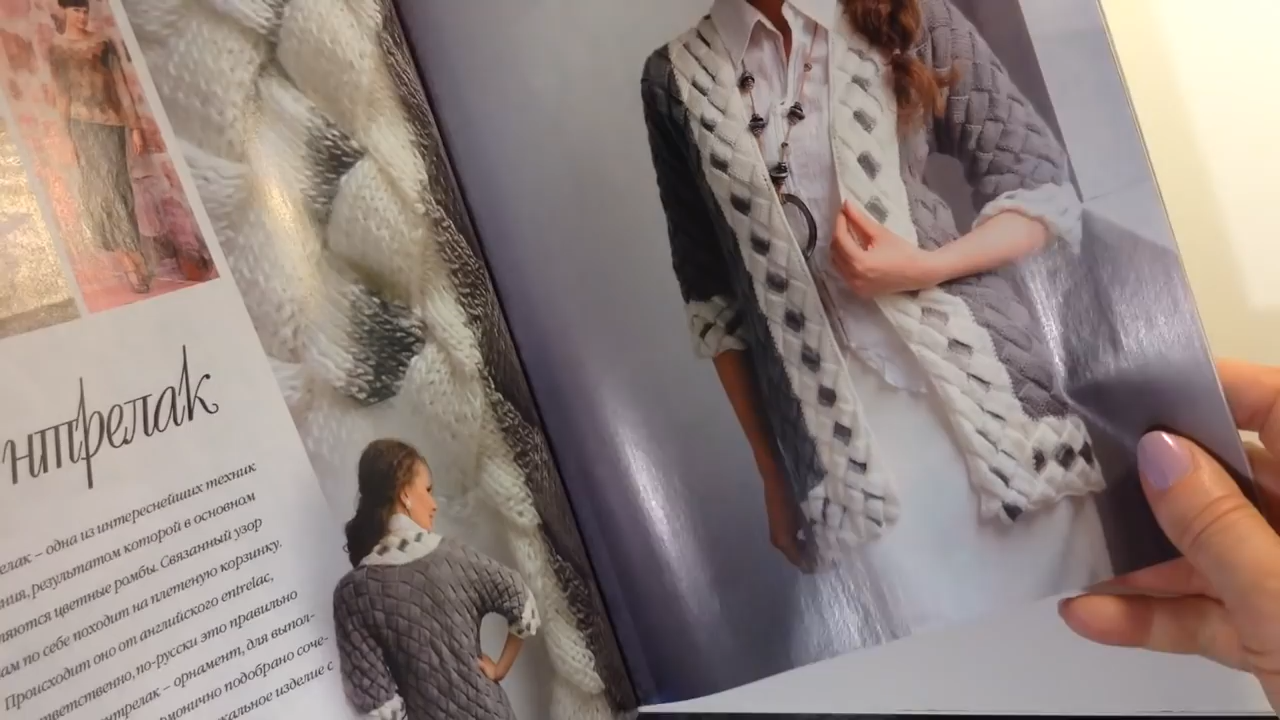 нтрелак
елак – одна из интереснейших техник
ния, результатом которой в основном
ляются цветные ромбы. Связанный узор
ам по себе походит на плетеную корзинку.
Происходит оно от английского entrelac,
тветственно, по-русски это правильно
нтрелак – орнамент, для выпол-
рмонично подобрано соче-
кальное изделие с